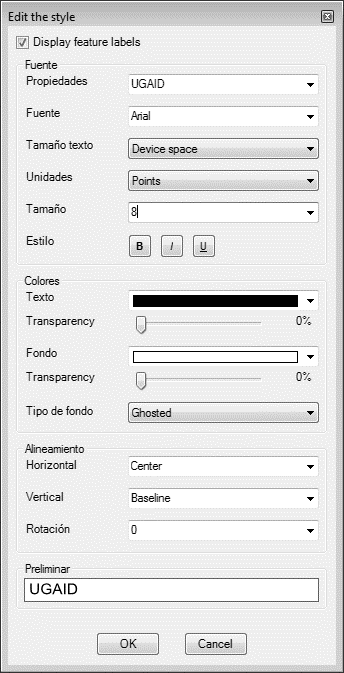 Edit the style
Display feature labels
Fuente
Propiedades UGAID
Fuente Arial
Tamaño texto Device space
Unidades Points
Tamaño 8
Estilo B I U
Colores
Texto
Transparency 0%
Fondo
Transparency 0%
Tipo de fondo Ghosted
Alineamiento
Horizontal Center
Vertical Baseline
Rotación 0
Preliminar
UGAID
OK Cancel